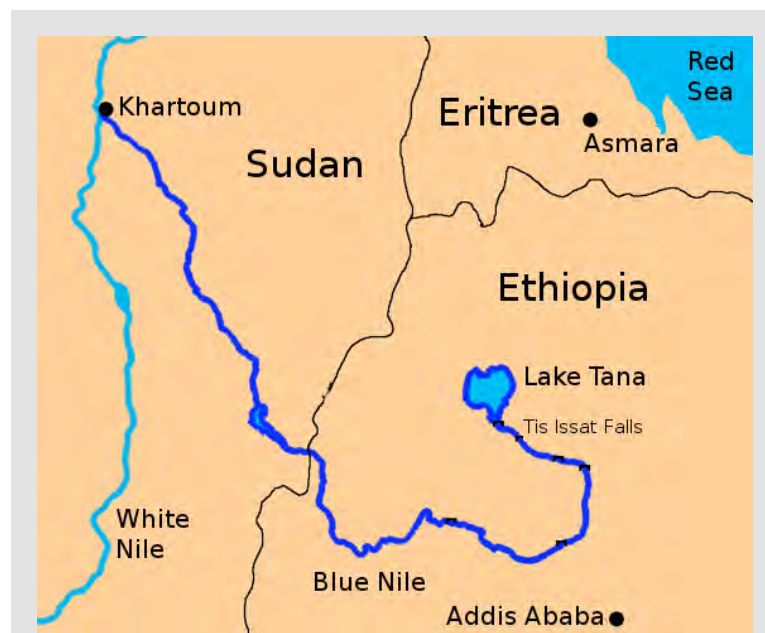 Red
Sea
Khartoum
Eritrea
Asmara
Sudan
Ethiopia
Lake Tana
Tis Issat Falls
White
Nile
Blue Nile
Addis Ababa